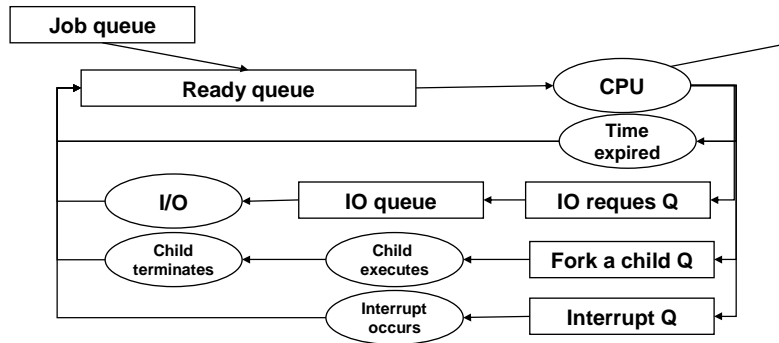 Job queue
Ready queue
CPU
Time
expired
I/O
IO queue
IO reques Q
Child
terminates
Child
executes
Fork a child Q
Interrupt
occurs
Interrupt Q